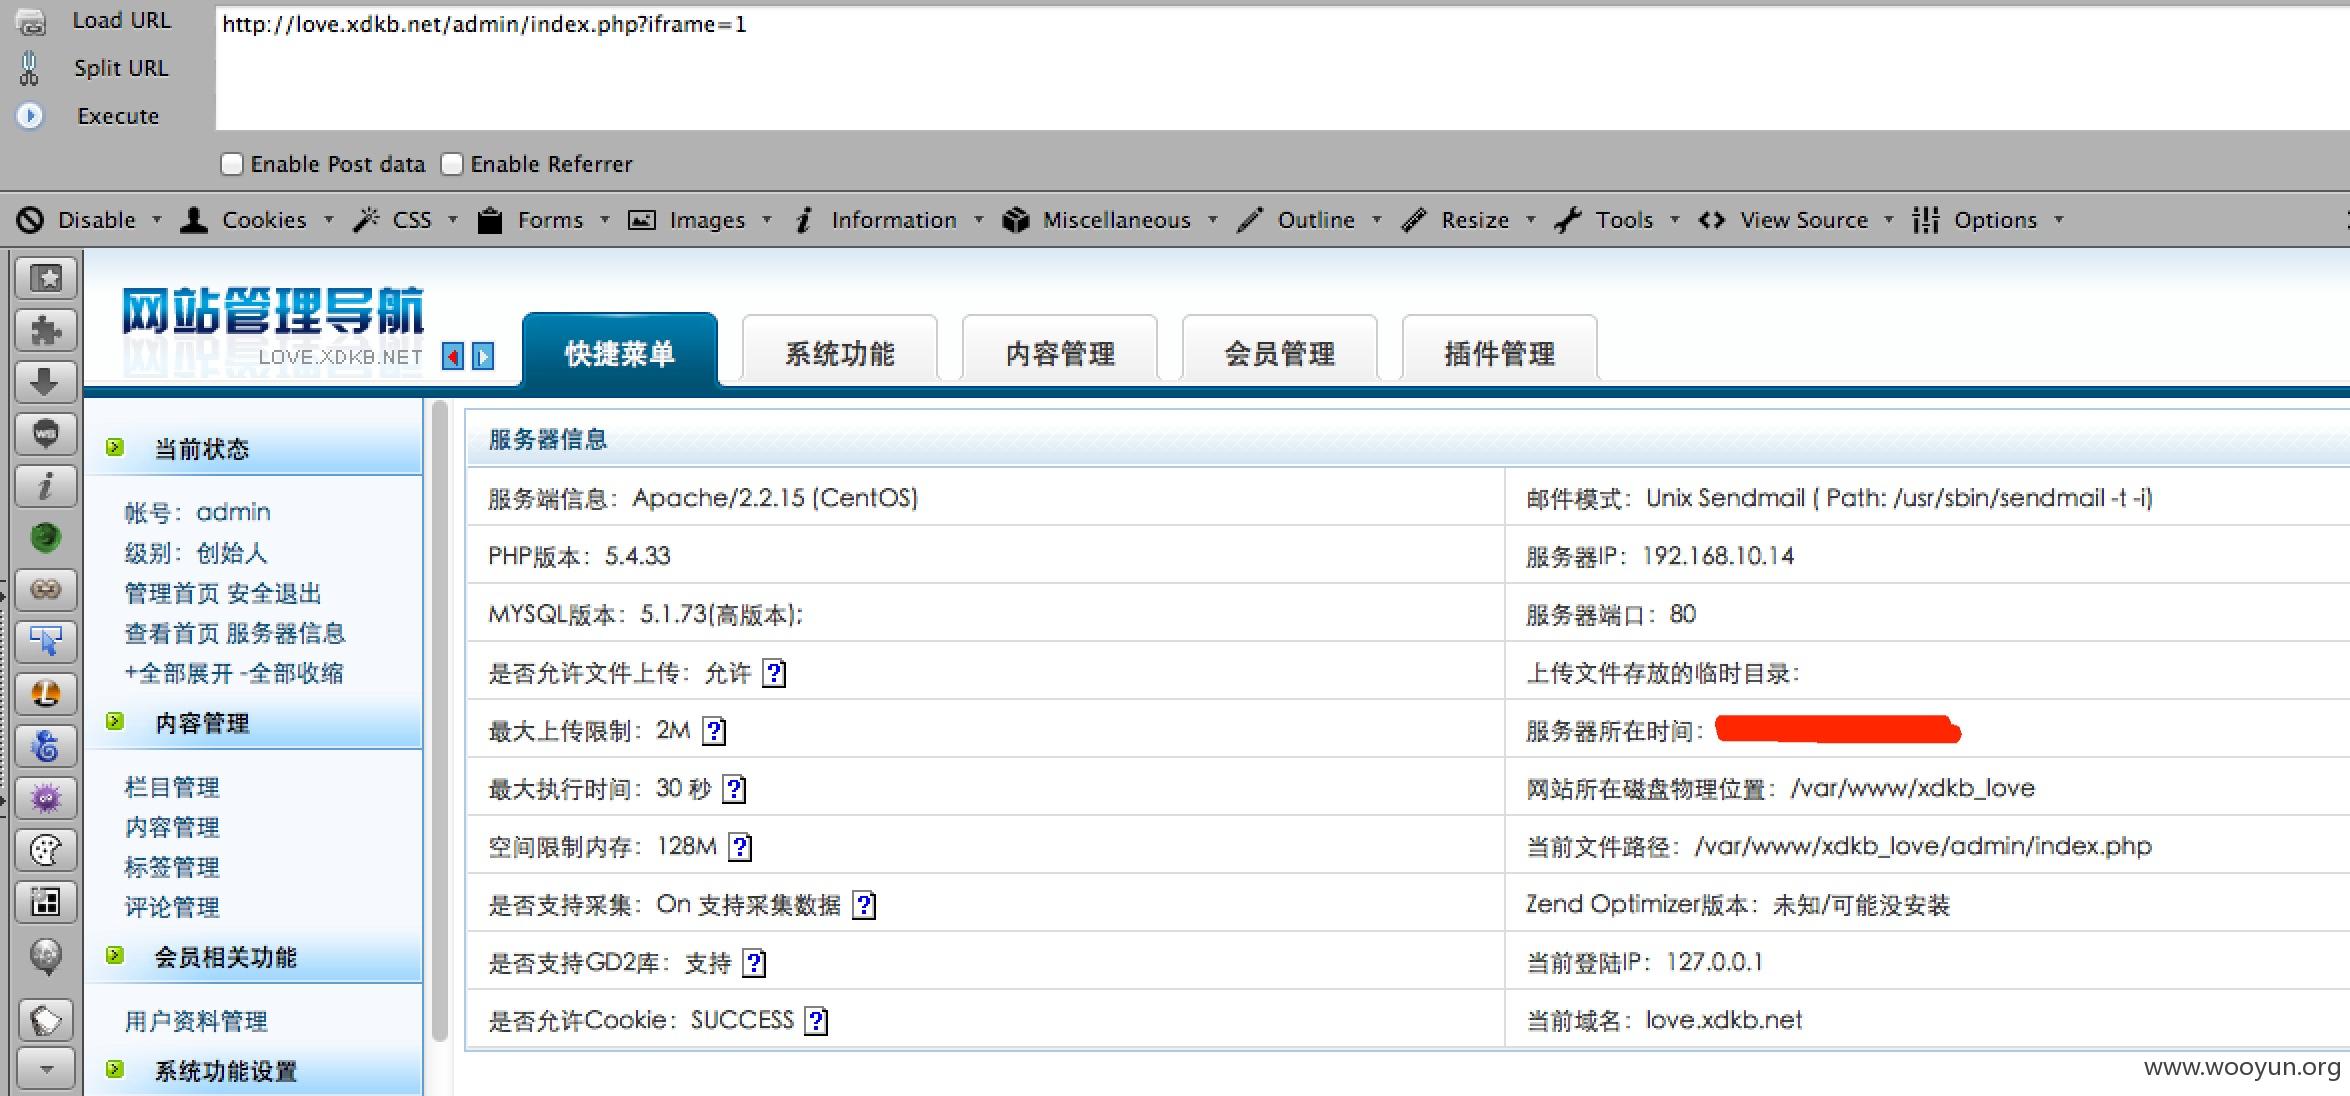 Load URL
http://love.xdkb.net/admin/index.php?iframe=1
Split URL
Execute
Enable Post data Enable Referrer
Disable Cookies CSS Forms Images Information Miscellaneous Outline Resize Tools View Source Options
网站管理导航
LOVE.XDKB.NET
快捷菜单 系统功能 内容管理 会员管理 插件管理
当前状态
帐号：admin
级别：创始人
管理首页 安全退出
查看首页 服务器信息
+全部展开 -全部收缩
内容管理
栏目管理
内容管理
标签管理
评论管理
会员相关功能
用户资料管理
系统功能设置
服务器信息
服务端信息：Apache/2.2.15 (CentOS)
邮件模式：Unix Sendmail ( Path: /usr/sbin/sendmail -t -i)
PHP版本：5.4.33
服务器IP：192.168.10.14
MYSQL版本：5.1.73(高版本);
服务器端口：80
是否允许文件上传：允许 ?
上传文件存放的临时目录：
最大上传限制：2M ?
服务器所在时间：
最大执行时间：30 秒 ?
网站所在磁盘物理位置：/var/www/xdkb_love
空间限制内存：128M ?
当前文件路径：/var/www/xdkb_love/admin/index.php
是否支持采集：On 支持采集数据 ?
Zend Optimizer版本：未知/可能没安装
是否支持GD2库：支持 ?
当前登陆IP：127.0.0.1
是否允许Cookie：SUCCESS ?
当前域名：love.xdkb.net
www.wooyun.org